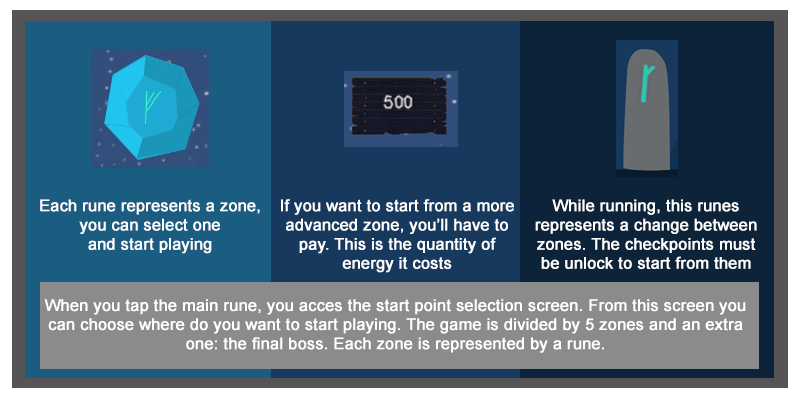 Each rune represents a zone,
you can select one
and start playing
500
If you want to start from a more
advanced zone, you'll have to
pay. This is the quantity of
energy it costs
While running, this runes
represents a change between
zones. The checkpoints must
be unlock to start from them
When you tap the main rune, you acces the start point selection screen. From this screen you
can choose where do you want to start playing. The game is divided by 5 zones and an extra
one: the final boss. Each zone is represented by a rune.